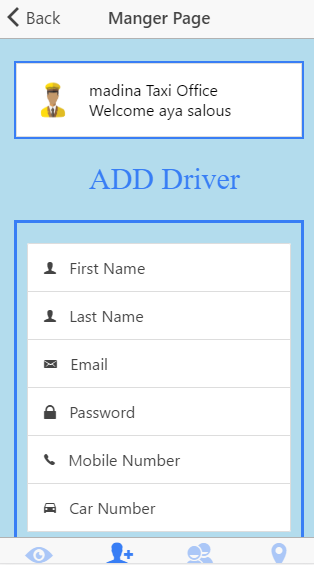 Back
Manger Page
madina Taxi Office
Welcome aya salous
ADD Driver
First Name
Last Name
Email
Password
Mobile Number
Car Number